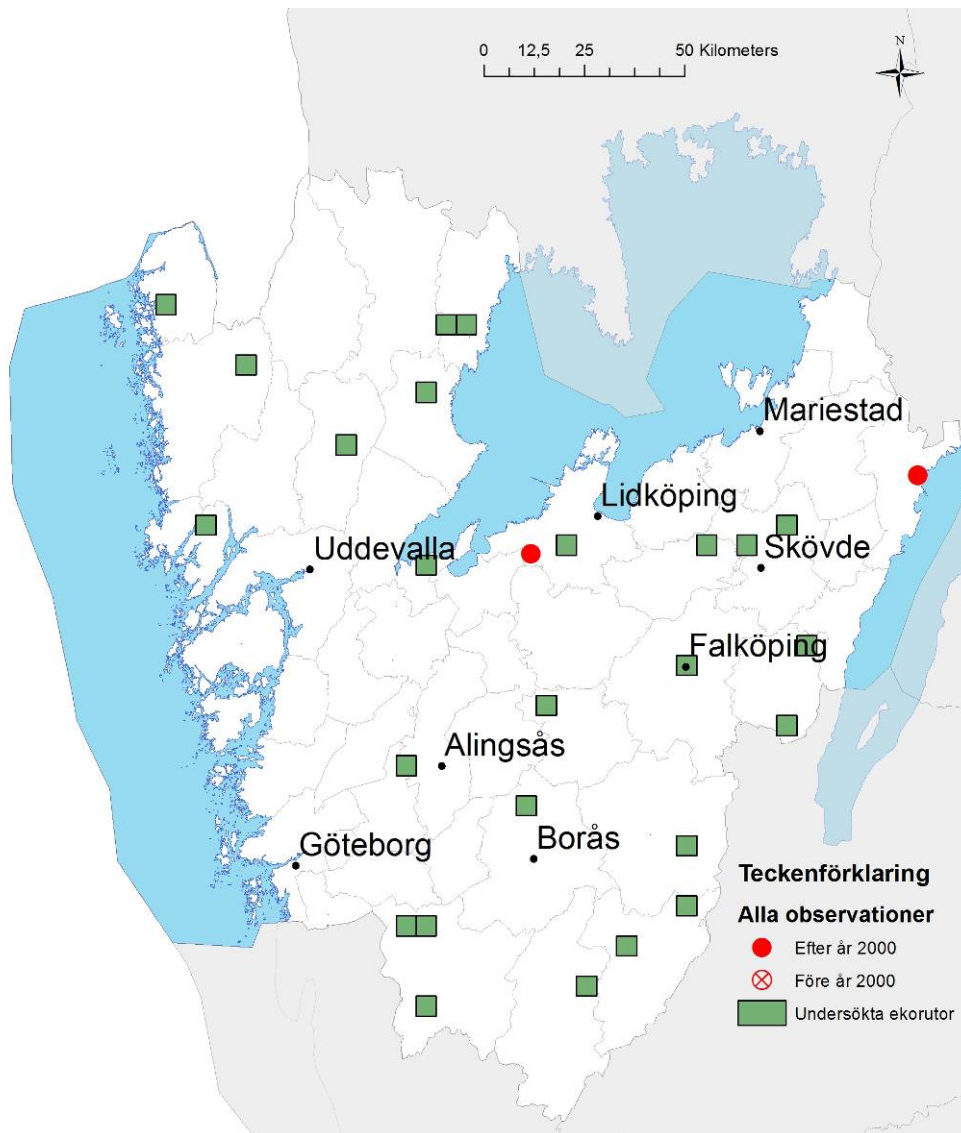 0 12,5 25 50 Kilometers
N
Mariestad
Lidköping
Uddevalla
Skövde
Falköping
Alingsås
Göteborg
Borås
Teckenförklaring
Alla observationer
Efter år 2000
Före år 2000
Undersökta ekorutor